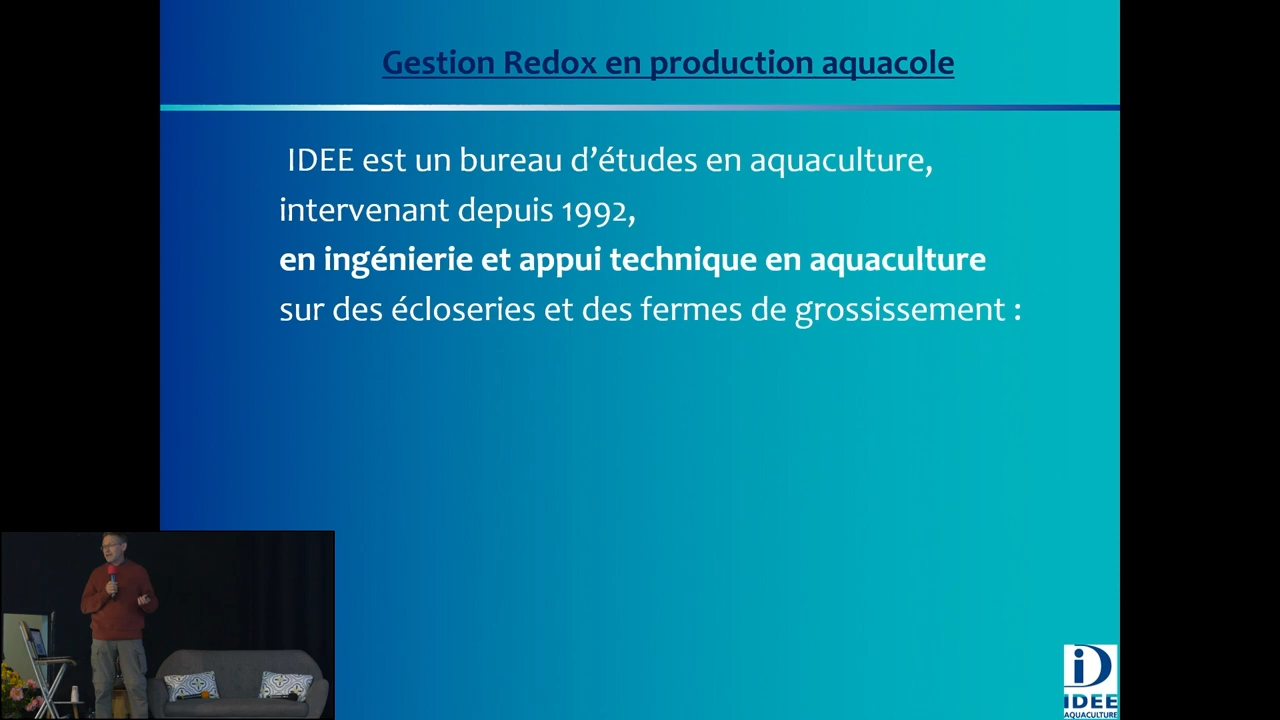 Gestion Redox en production aquacole
IDEE est un bureau d’études en aquaculture,
intervenant depuis 1992,
en ingénierie et appui technique en aquaculture
sur des écloseries et des fermes de grossissement :
iD
IDEE
AQUACULTURE